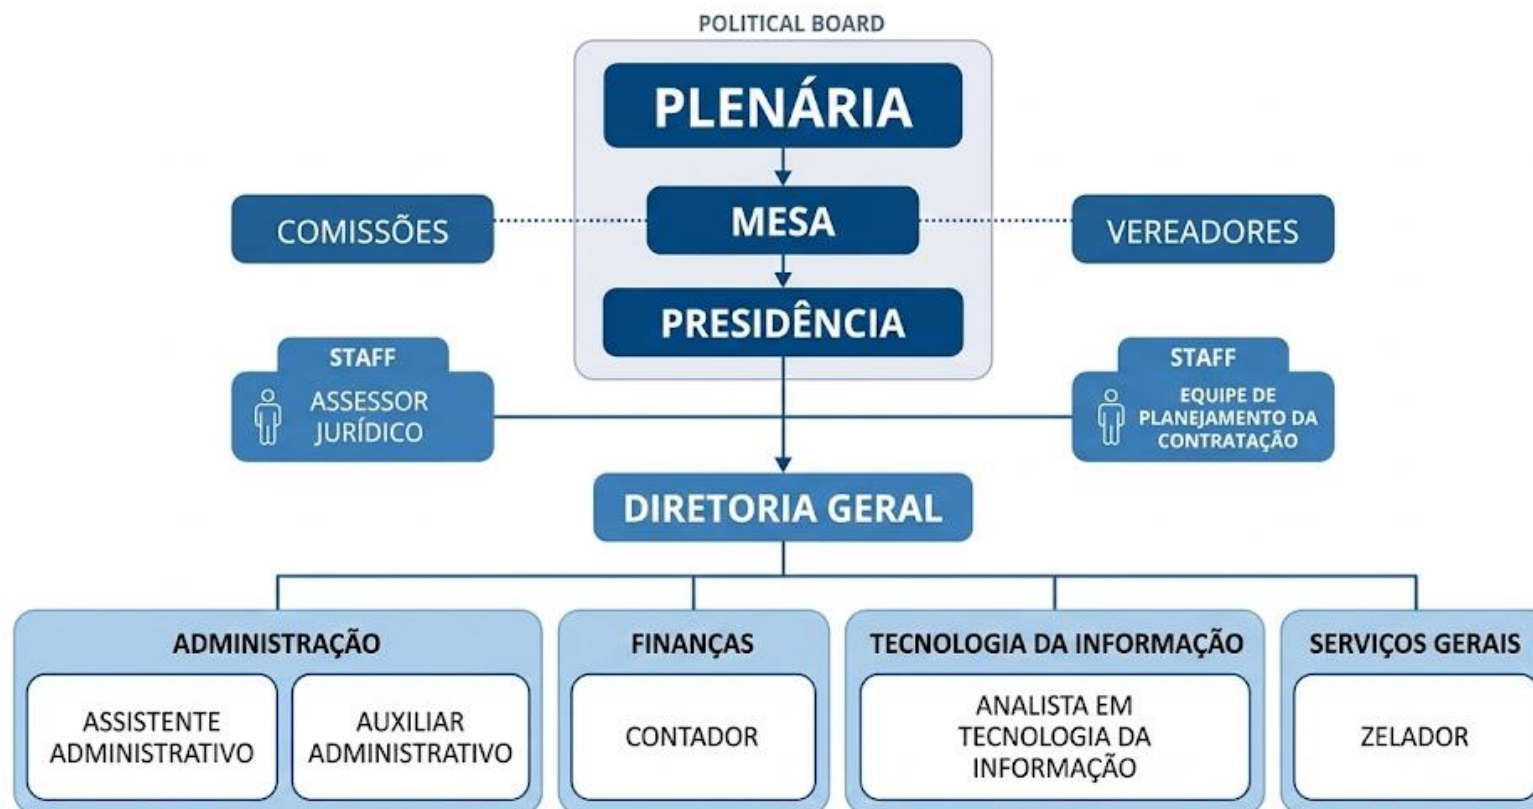 POLITICAL BOARD
PLENÁRIA
COMISSÕES
MESA
VEREADORES
PRESIDÊNCIA
STAFF
ASSESSOR
JURÍDICO
STAFF
EQUIPE DE
PLANEJAMENTO DA
CONTRATAÇÃO
DIRETORIA GERAL
ADMINISTRAÇÃO
ASSISTENTE
ADMINISTRATIVO
AUXILIAR
ADMINISTRATIVO
FINANÇAS
CONTADOR
TECNOLOGIA DA INFORMAÇÃO
ANALISTA EM
TECNOLOGIA DA
INFORMAÇÃO
SERVIÇOS GERAIS
ZELADOR